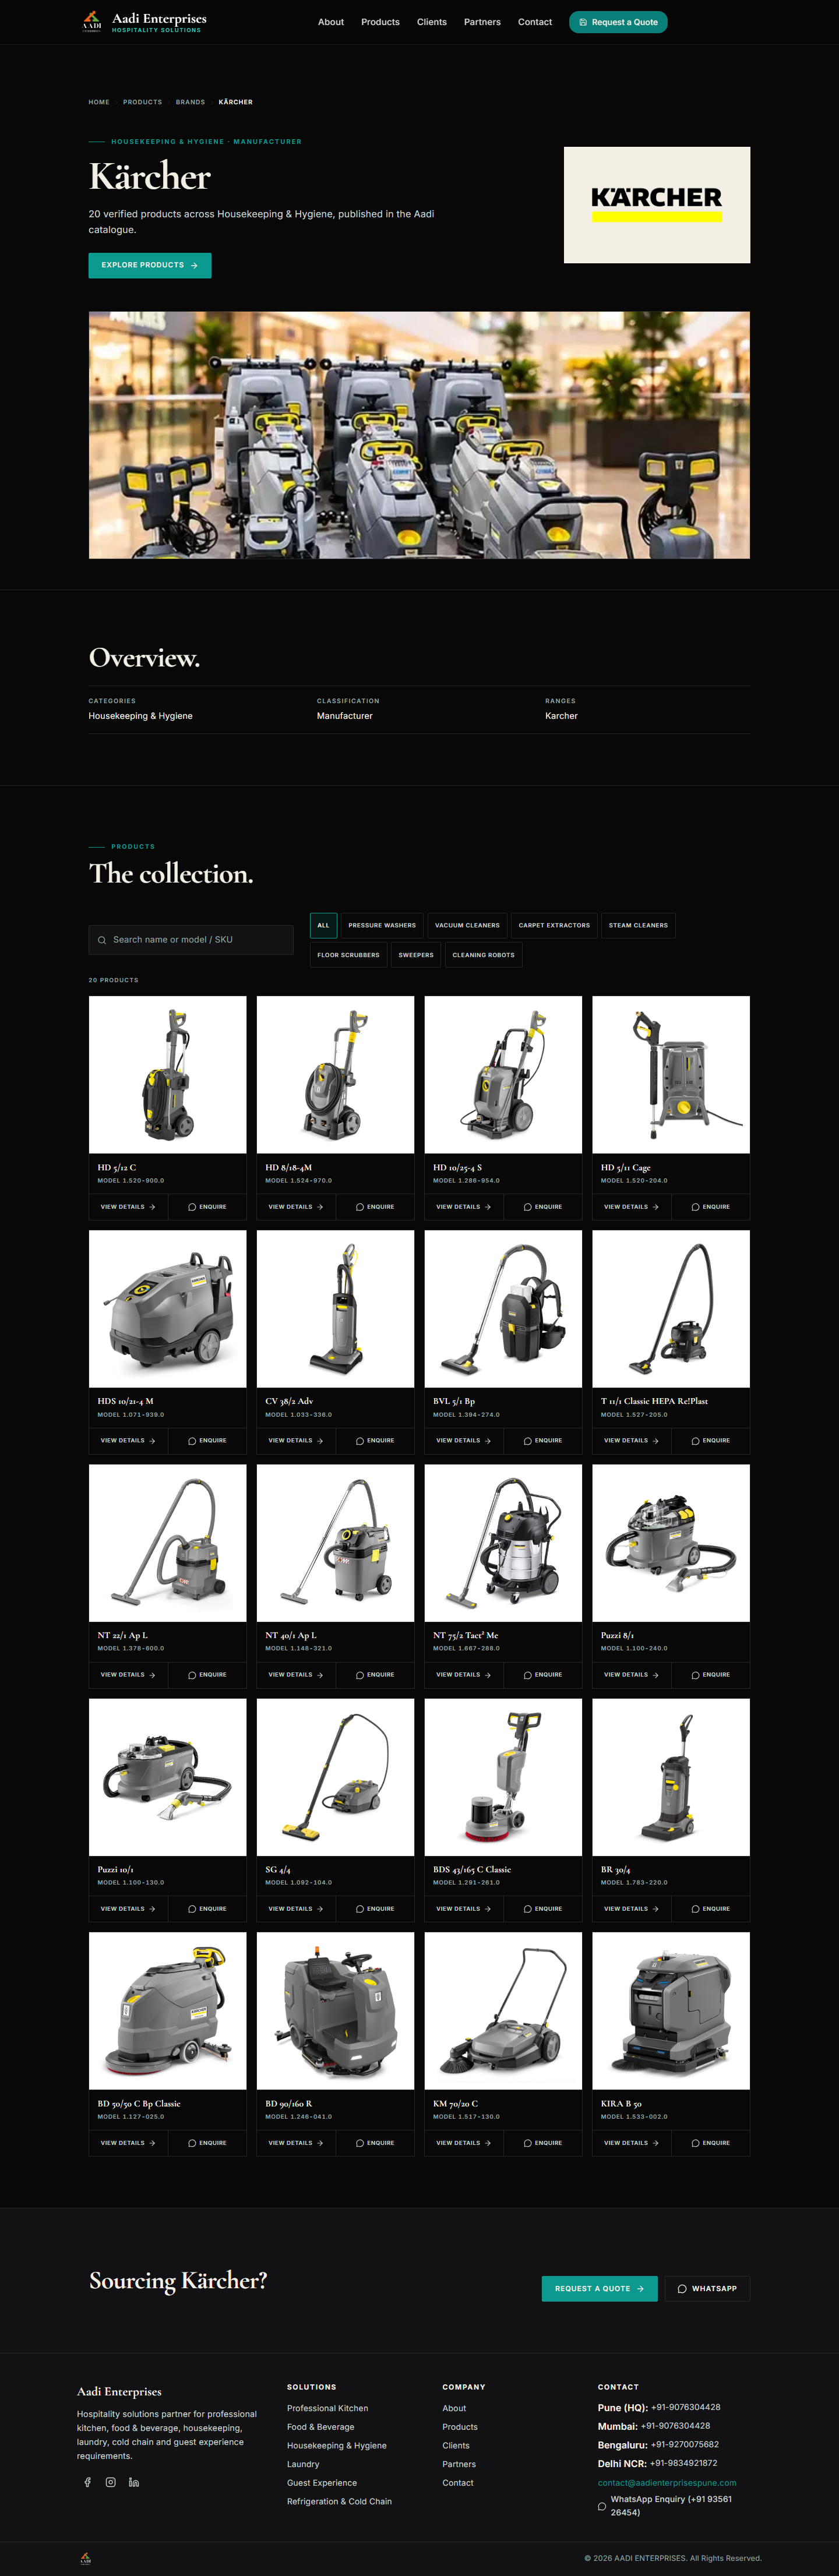 AADI
Aadi Enterprises
HOSPITALITY SOLUTIONS
About
Products
Clients
Partners
Contact
Request a Quote
HOME
PRODUCTS
BRANDS
KÄRCHER
HOUSEKEEPING & HYGIENE · MANUFACTURER
Kärcher
20 verified products across Housekeeping & Hygiene, published in the Aadi
catalogue.
EXPLORE PRODUCTS
KÄRCHER
Overview.
CATEGORIES
Housekeeping & Hygiene
CLASSIFICATION
Manufacturer
RANGES
Karcher
PRODUCTS
The collection.
Search name or model / SKU
ALL
PRESSURE WASHERS
VACUUM CLEANERS
CARPET EXTRACTORS
STEAM CLEANERS
FLOOR SCRUBBERS
SWEEPERS
CLEANING ROBOTS
20 PRODUCTS
HD 5/12 C
MODEL 1.520-900.0
VIEW DETAILS
ENQUIRE
HD 8/18-4M
MODEL 1.524-970.0
VIEW DETAILS
ENQUIRE
HD 10/25-4 S
MODEL 1.286-954.0
VIEW DETAILS
ENQUIRE
HD 5/11 Cage
MODEL 1.520-204.0
VIEW DETAILS
ENQUIRE
HDS 10/21-4 M
MODEL 1.071-939.0
VIEW DETAILS
ENQUIRE
CV 38/2 Adv
MODEL 1.033-336.0
VIEW DETAILS
ENQUIRE
BVL 5/1 Bp
MODEL 1.394-274.0
VIEW DETAILS
ENQUIRE
T 11/1 Classic HEPA Re!Plast
MODEL 1.527-205.0
VIEW DETAILS
ENQUIRE
NT 22/1 Ap L
MODEL 1.378-600.0
VIEW DETAILS
ENQUIRE
NT 40/1 Ap L
MODEL 1.148-321.0
VIEW DETAILS
ENQUIRE
NT 75/2 Tact² Me
MODEL 1.667-288.0
VIEW DETAILS
ENQUIRE
Puzzi 8/1
MODEL 1.100-240.0
VIEW DETAILS
ENQUIRE
Puzzi 10/1
MODEL 1.100-130.0
VIEW DETAILS
ENQUIRE
SG 4/4
MODEL 1.092-104.0
VIEW DETAILS
ENQUIRE
BDS 43/165 C Classic
MODEL 1.291-261.0
VIEW DETAILS
ENQUIRE
BR 30/4
MODEL 1.783-220.0
VIEW DETAILS
ENQUIRE
BD 50/50 C Bp Classic
MODEL 1.127-025.0
VIEW DETAILS
ENQUIRE
BD 90/160 R
MODEL 1.246-041.0
VIEW DETAILS
ENQUIRE
KM 70/20 C
MODEL 1.517-130.0
VIEW DETAILS
ENQUIRE
KIRA B 50
MODEL 1.533-002.0
VIEW DETAILS
ENQUIRE
Sourcing Kärcher?
REQUEST A QUOTE
WHATSAPP
Aadi Enterprises
Hospitality solutions partner for professional
kitchen, food & beverage, housekeeping,
laundry, cold chain and guest experience
requirements.
SOLUTIONS
Professional Kitchen
Food & Beverage
Housekeeping & Hygiene
Laundry
Guest Experience
Refrigeration & Cold Chain
COMPANY
About
Products
Clients
Partners
Contact
CONTACT
Pune (HQ): +91-9076304428
Mumbai: +91-9076304428
Bengaluru: +91-9270075682
Delhi NCR: +91-9834921872
contact@aadienterprisespune.com
WhatsApp Enquiry (+91 93561
26454)
AADI
© 2026 AADI ENTERPRISES. All Rights Reserved.